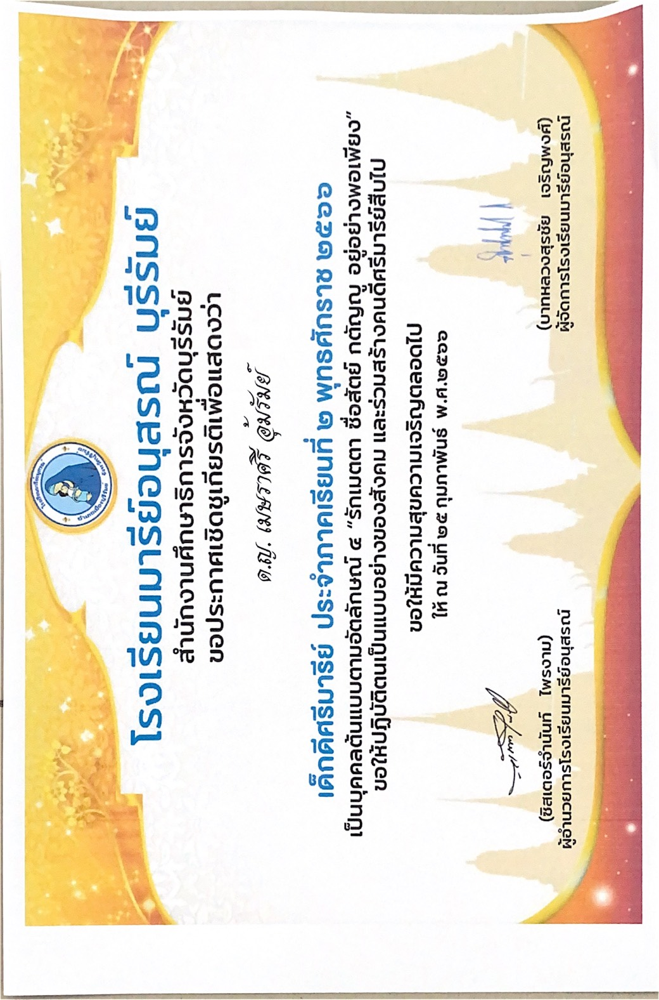 โรงเรียนมารีย์อนุสรณ์ บุรีรัมย์
สำนักงานศึกษาธิการจังหวัดบุรีรัมย์
ขอประกาศเชิดชูเกียรติเพื่อแสดงว่า
ด.ญ. เมษราศรี อุ้มรัมย์
เด็กดีศรีมารีย์ ประจำภาคเรียนที่ ๒ พุทธศักราช ๒๕๖๖
เป็นบุคคลต้นแบบตามอัตลักษณ์ ๔ "รักเมตตา ซื่อสัตย์ กตัญญู อยู่อย่างพอเพียง"
ขอให้ปฏิบัติตนเป็นแบบอย่างของสังคม และร่วมสร้างคนดีศรีมารีย์สืบไป
ขอให้มีความสุขความเจริญตลอดไป
ให้ ณ วันที่ ๒๕ กุมภาพันธ์ พ.ศ.๒๕๖๖
(ซิสเตอร์จำนันท์ ไพรงาม)
ผู้อำนวยการโรงเรียนมารีย์อนุสรณ์
(บาทหลวงสุรชัย เจริญพงศ์)
ผู้จัดการโรงเรียนมารีย์อนุสรณ์